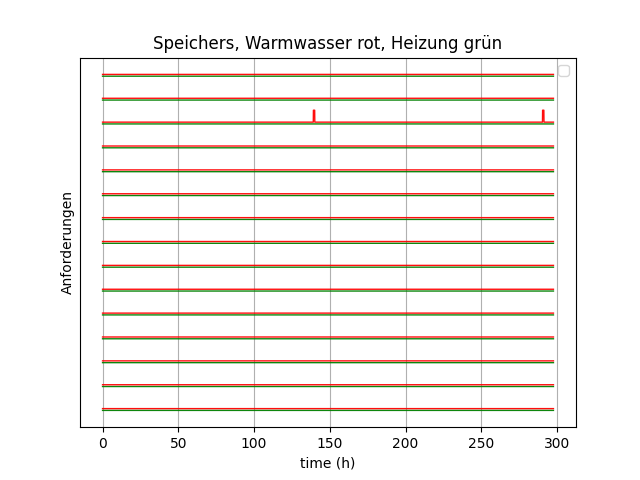 Speichers, Warmwasser rot, Heizung grün
Anforderungen
0 50 100 150 200 250 300
time (h)